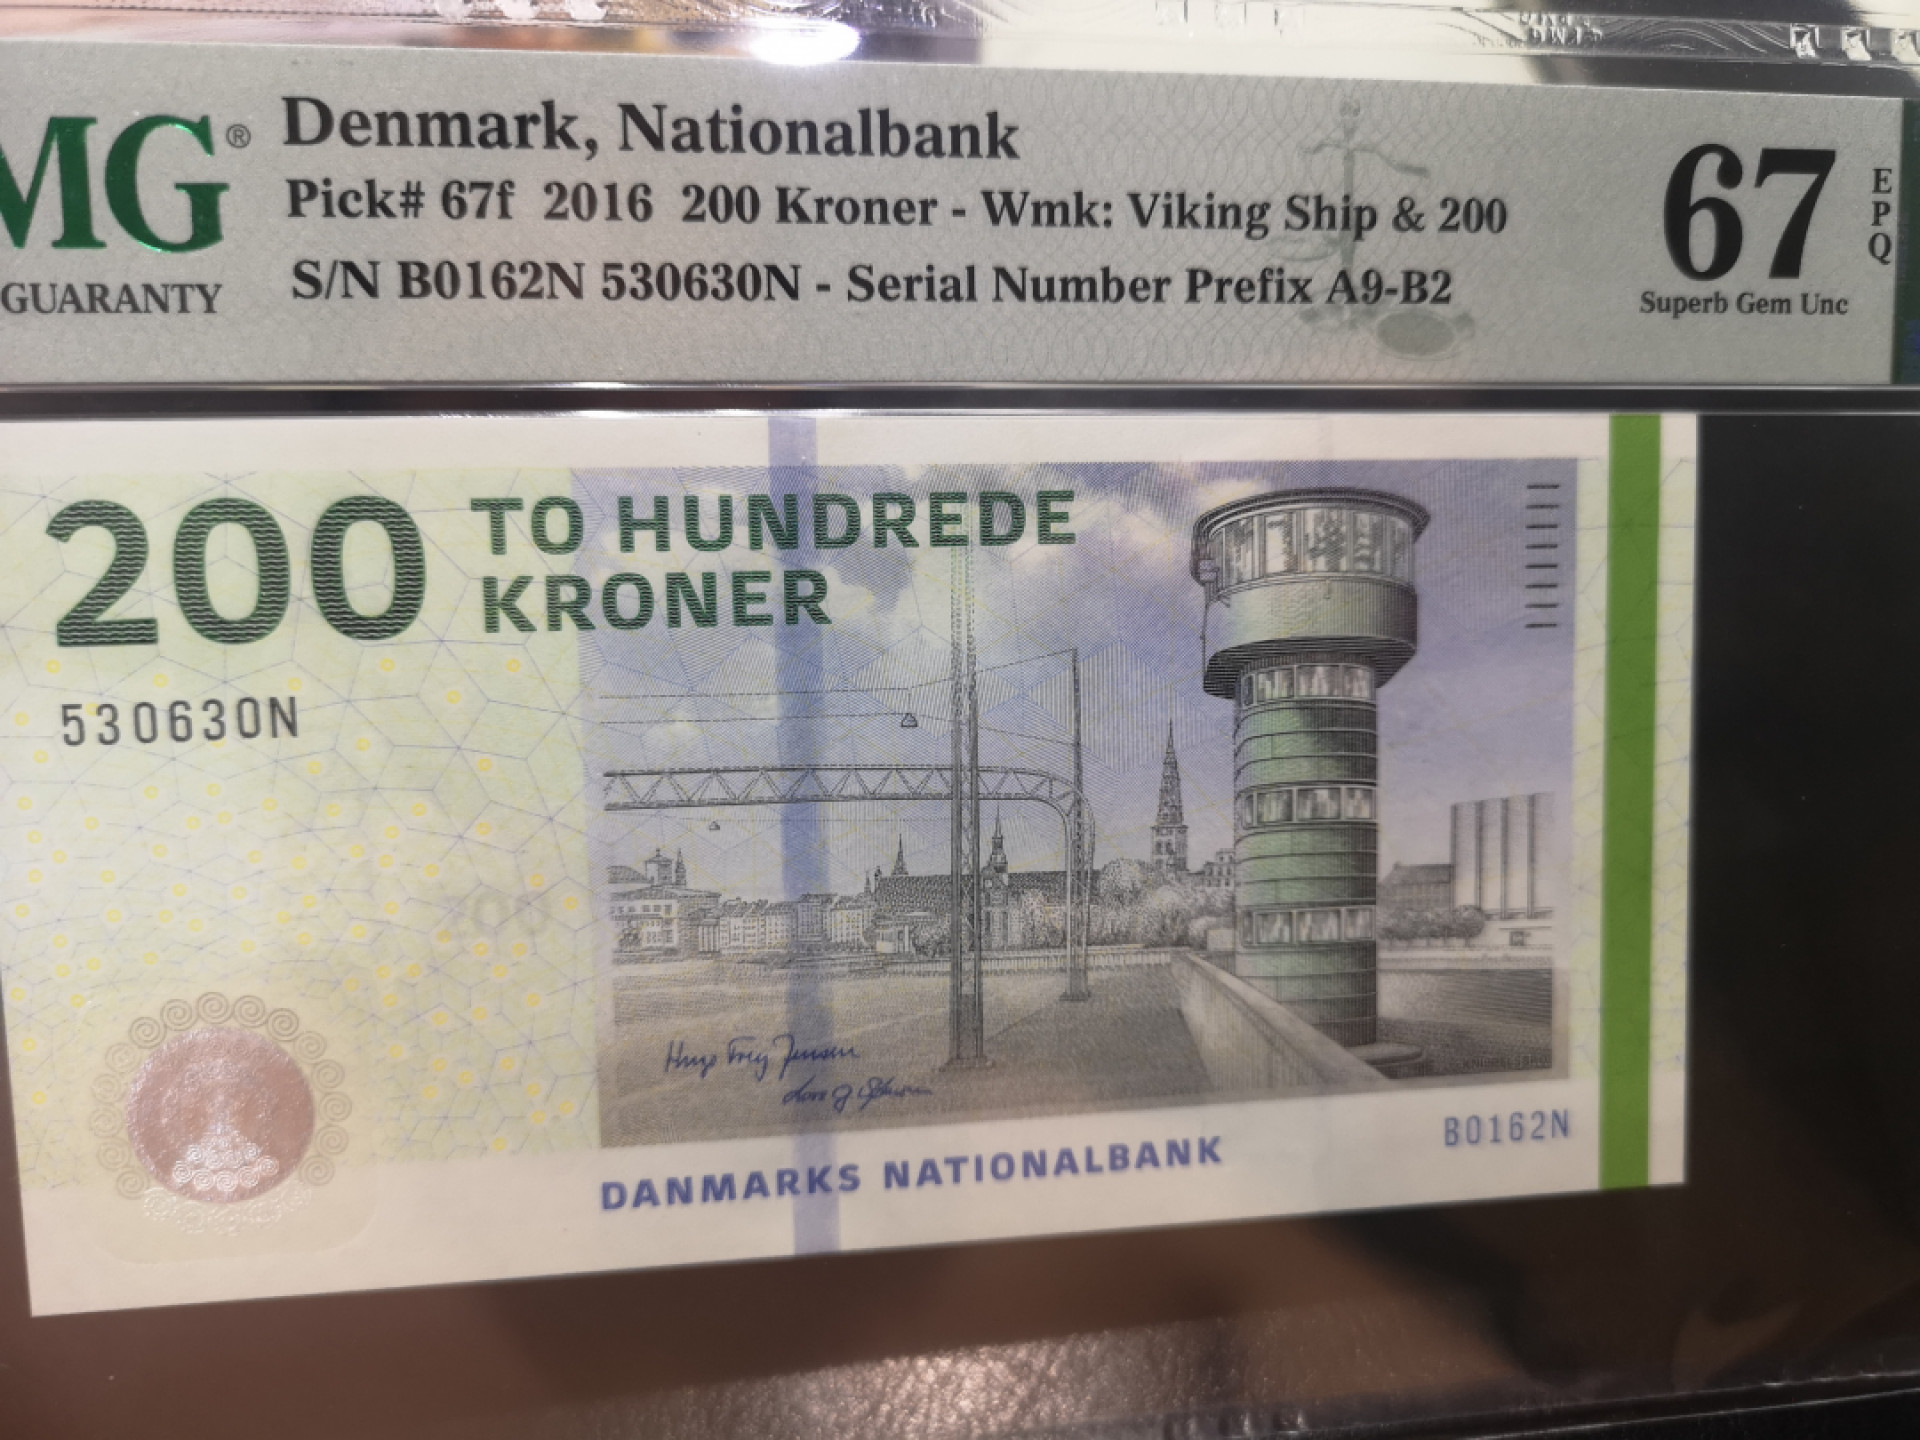 MG®
GUARANTY
Denmark, Nationalbank
Pick# 67f 2016 200 Kroner - Wmk: Viking Ship & 200
S/N B0162N 530630N - Serial Number Prefix A9-B2
67
EPQ
Superb Gem Unc
200 TO HUNDREDE
KRONER
530630N
B0162N
DANMARKS NATIONALBANK